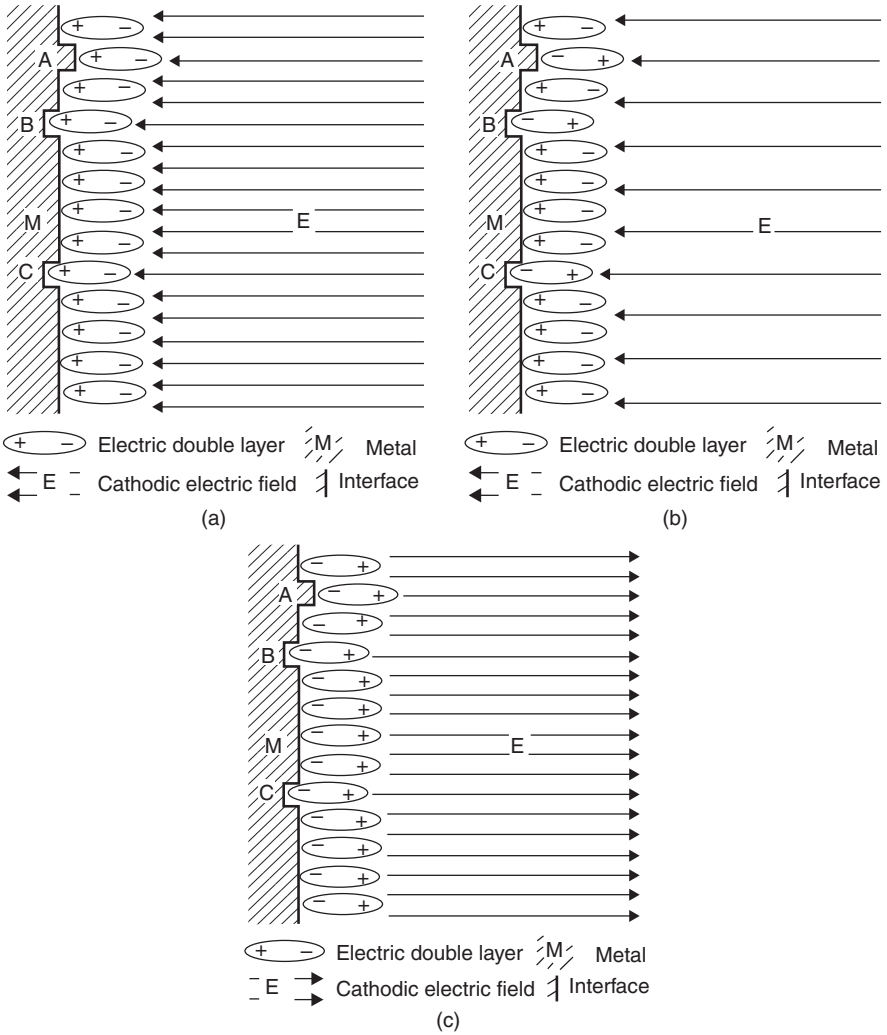 A
B
M
E
C
+ − Electric double layer M Metal
E Cathodic electric field Interface
(a)
A
B
M
E
C
+ − Electric double layer M Metal
E Cathodic electric field Interface
(b)
A
B
M
E
C
+ − Electric double layer M Metal
E Cathodic electric field Interface
(c)